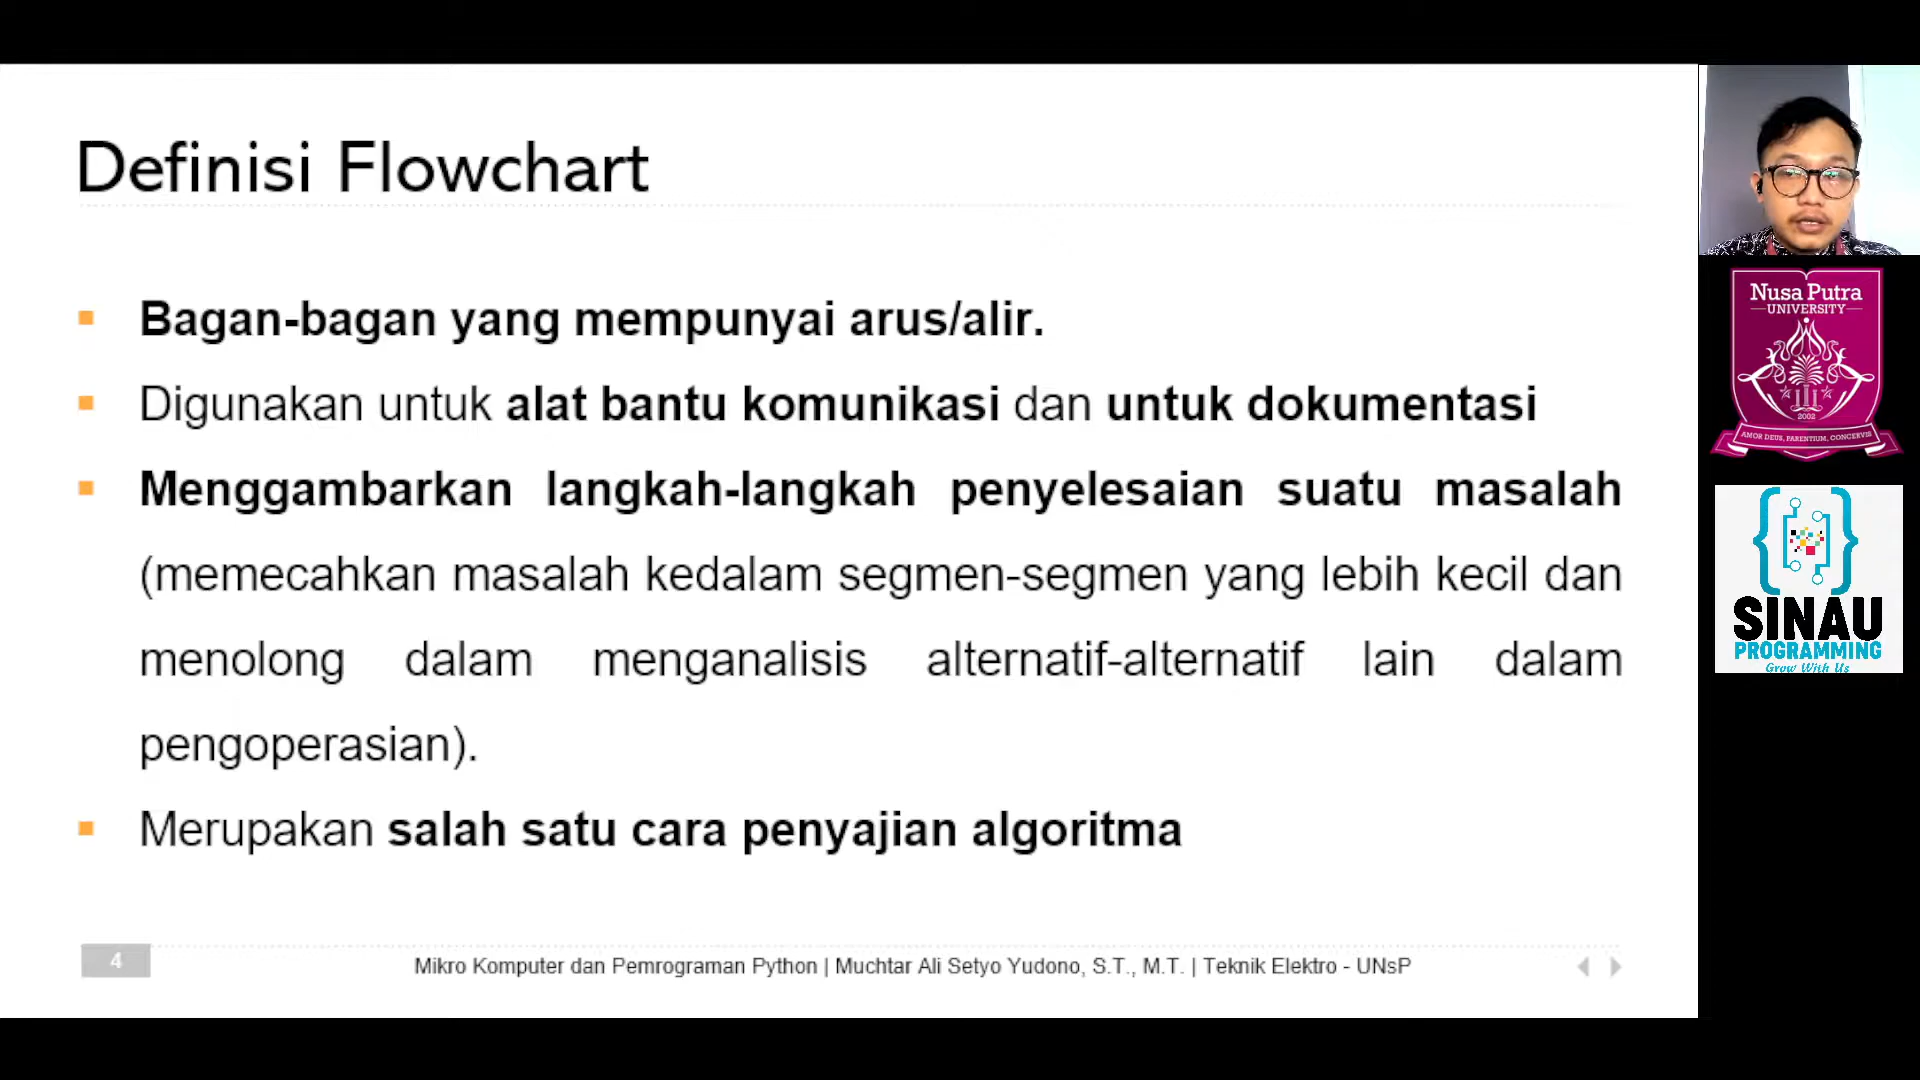 Definisi Flowchart
Bagan-bagan yang mempunyai arus/alir.
Digunakan untuk alat bantu komunikasi dan untuk dokumentasi
Menggambarkan langkah-langkah penyelesaian suatu masalah
(memecahkan masalah kedalam segmen-segmen yang lebih kecil dan
menolong dalam menganalisis alternatif-alternatif lain dalam
pengoperasian).
Merupakan salah satu cara penyajian algoritma
4
Mikro Komputer dan Pemrograman Python | Muchtar Ali Setyo Yudono, S.T., M.T. | Teknik Elektro - UNsP
Nusa Putra
UNIVERSITY
2002
AMOR DEUS, PARENTIUM, CONCERVIS
SINAU
PROGRAMMING
Grow With Us